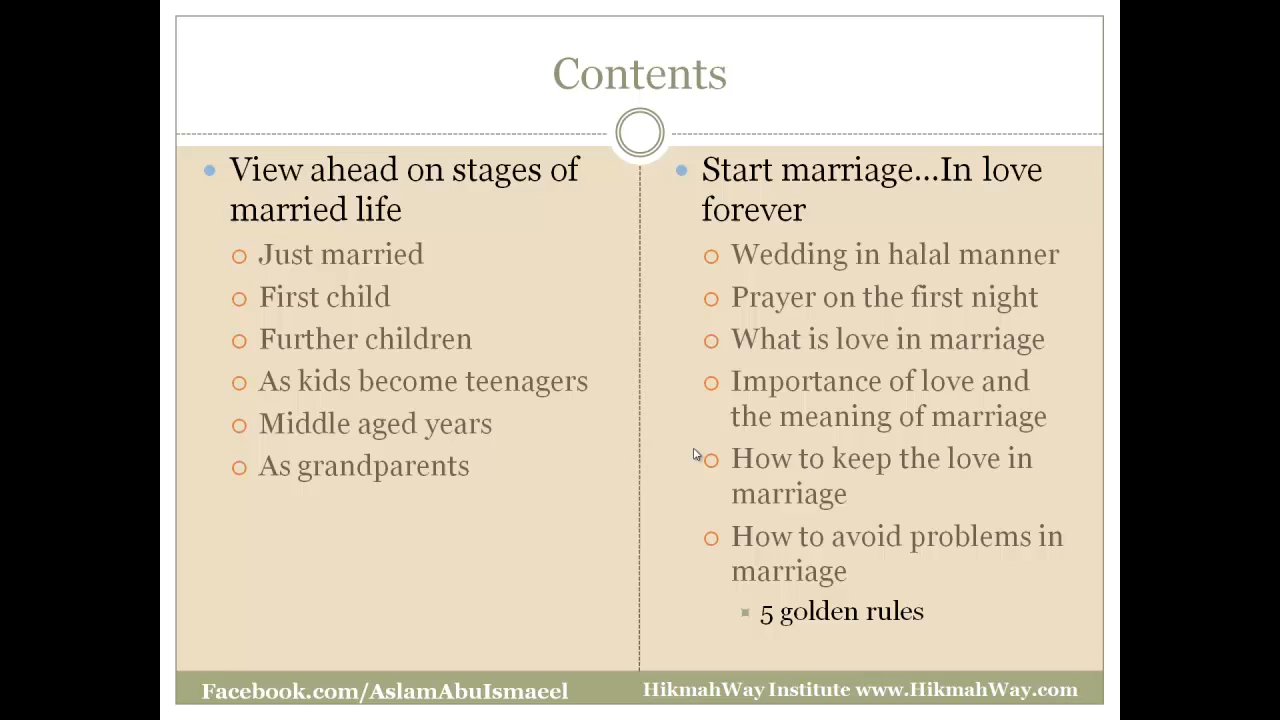 Contents
View ahead on stages of
married life
Just married
First child
Further children
As kids become teenagers
Middle aged years
As grandparents
Start marriage...In love
forever
Wedding in halal manner
Prayer on the first night
What is love in marriage
Importance of love and
the meaning of marriage
How to keep the love in
marriage
How to avoid problems in
marriage
5 golden rules
Facebook.com/AslamAbuIsmaeel
HikmahWay Institute www.HikmahWay.com